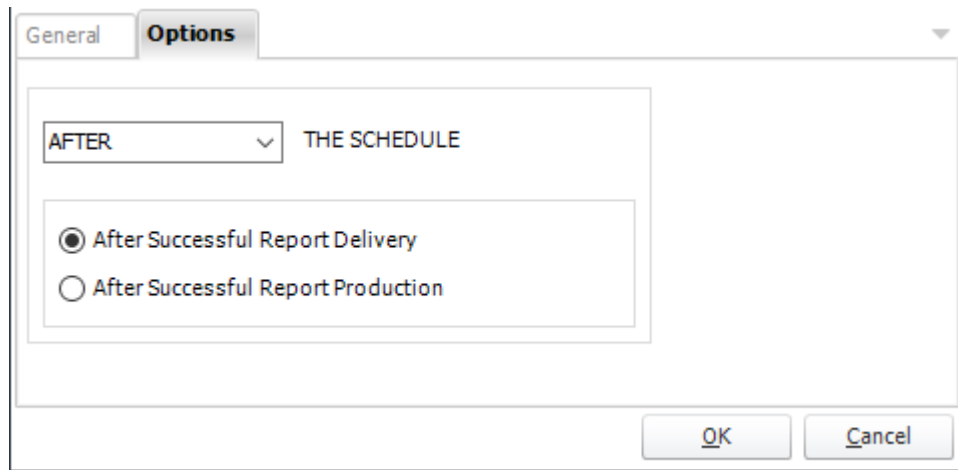 General Options
AFTER THE SCHEDULE
After Successful Report Delivery
After Successful Report Production
OK Cancel